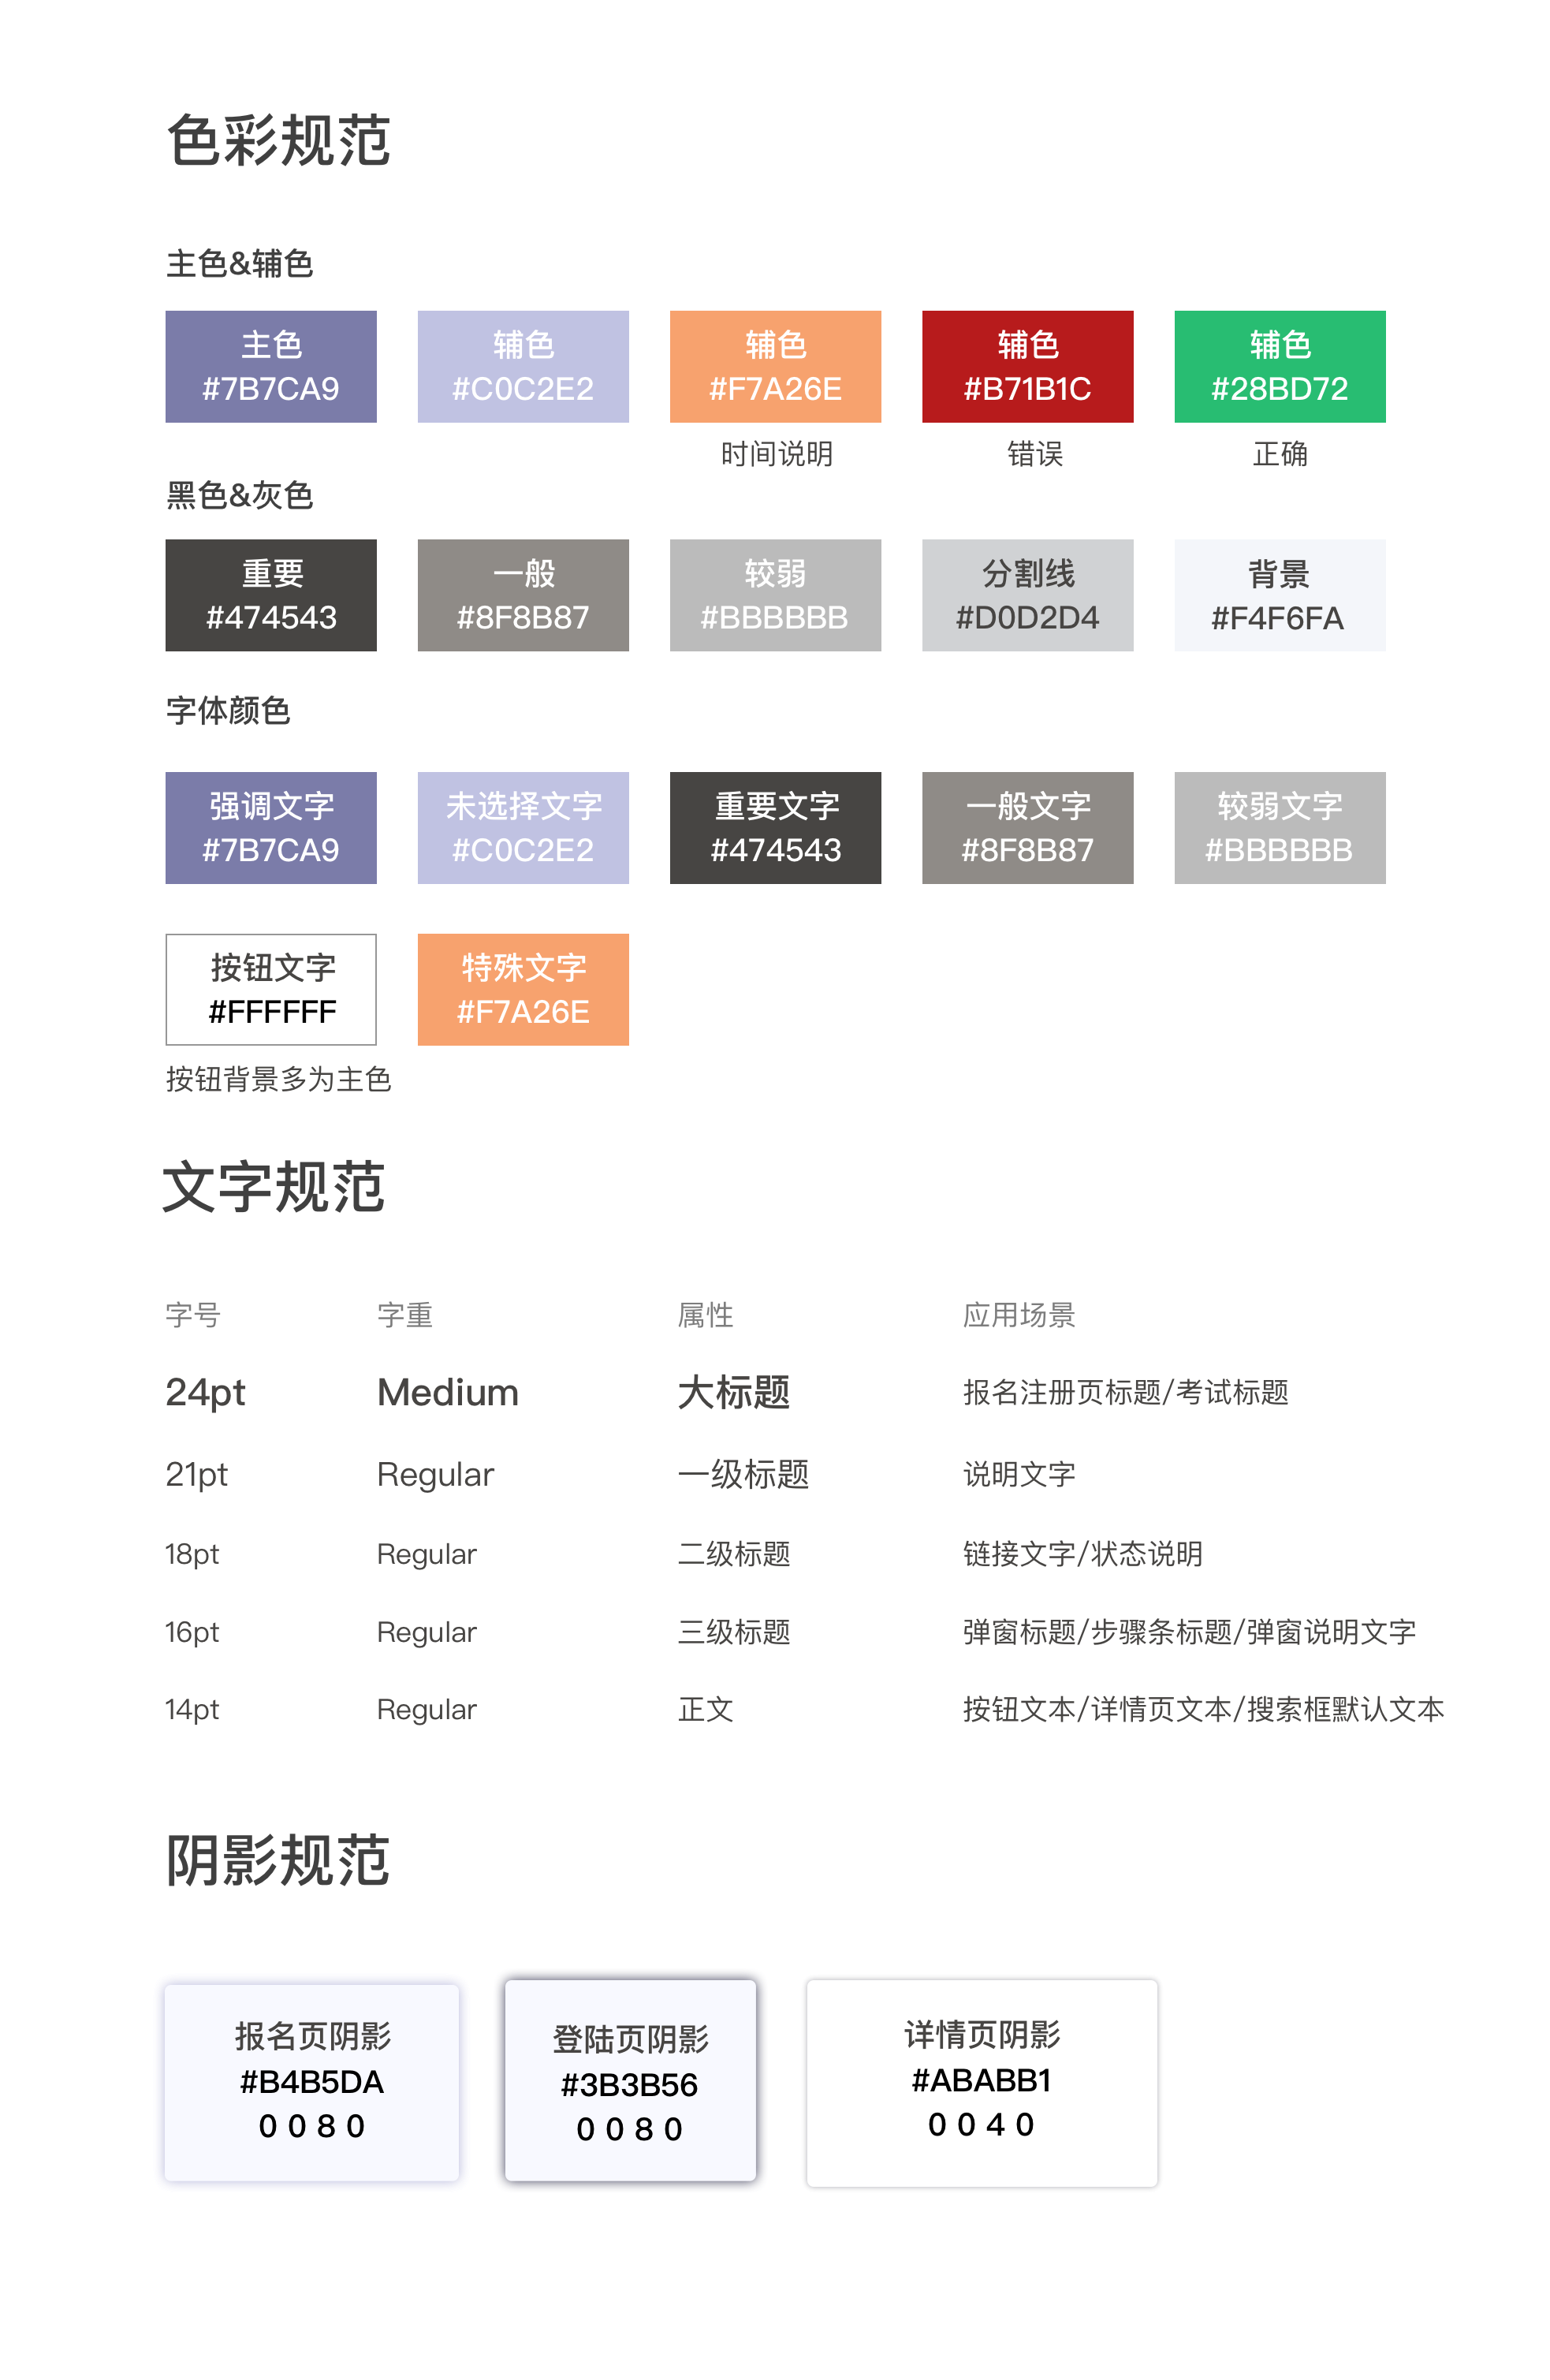 色彩规范
主色&辅色
主色
#7B7CA9
辅色
#C0C2E2
辅色
#F7A26E
时间说明
辅色
#B71B1C
错误
辅色
#28BD72
正确
黑色&灰色
重要
#474543
一般
#8F8B87
较弱
#BBBBBB
分割线
#D0D2D4
背景
#F4F6FA
字体颜色
强调文字
#7B7CA9
未选择文字
#C0C2E2
重要文字
#474543
一般文字
#8F8B87
较弱文字
#BBBBBB
按钮文字
#FFFFFF
按钮背景多为主色
特殊文字
#F7A26E
文字规范
字号 字重 属性 应用场景
24pt Medium 大标题 报名注册页标题/考试标题
21pt Regular 一级标题 说明文字
18pt Regular 二级标题 链接文字/状态说明
16pt Regular 三级标题 弹窗标题/步骤条标题/弹窗说明文字
14pt Regular 正文 按钮文本/详情页文本/搜索框默认文本
阴影规范
报名页阴影
#B4B5DA
0 0 8 0
登陆页阴影
#3B3B56
0 0 8 0
详情页阴影
#ABABB1
0 0 4 0